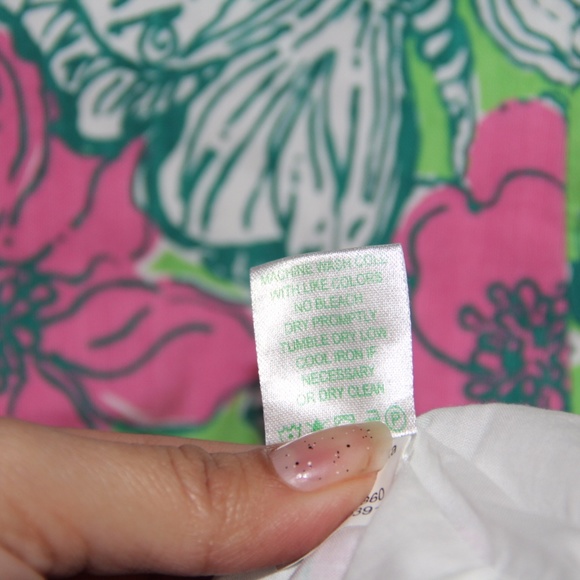 MACHINE WASH COLD
WITH LIKE COLORS
NO BLEACH
DRY PROMPTLY
TUMBLE DRY LOW
COOL IRON IF
NECESSARY
OR DRY CLEAN
P